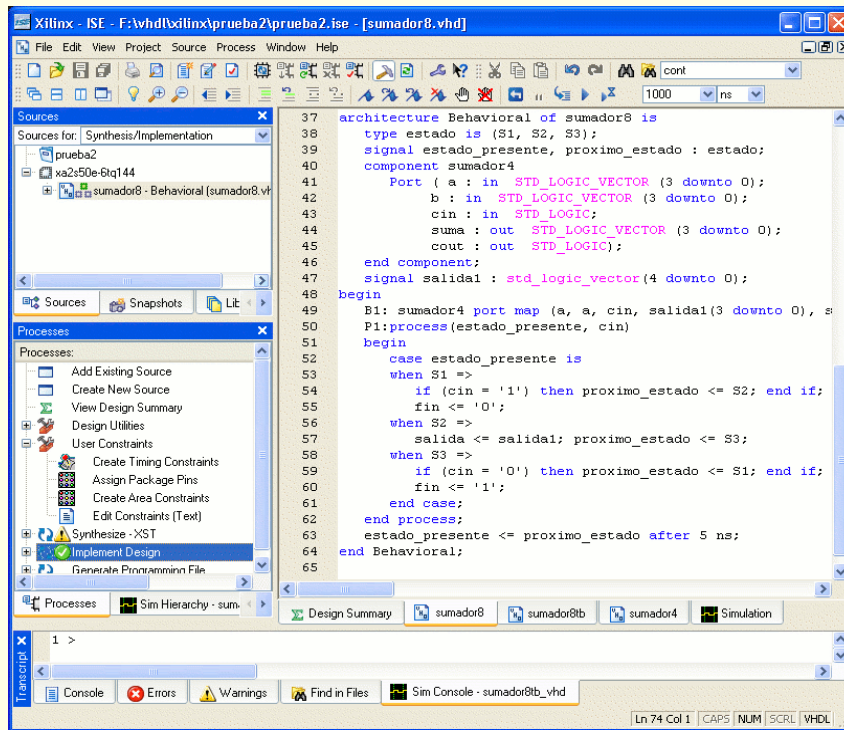 Xilinx - ISE - F:\vhdl\xilinx\prueba2\prueba2.ise - [sumador8.vhd]
File Edit View Project Source Process Window Help
cont
1000 ns
Sources
Sources for: Synthesis/Implementation
prueba2
xa2s50e-6tq144
sumador8 - Behavioral (sumador8.vh
Sources Snapshots Lib
Processes
Processes:
Add Existing Source
Create New Source
View Design Summary
Design Utilities
User Constraints
Create Timing Constraints
Assign Package Pins
Create Area Constraints
Edit Constraints (Text)
Synthesize - XST
Implement Design
Generate Programming File
Processes Sim Hierarchy - sum
37 architecture Behavioral of sumador8 is
38 type estado is (S1, S2, S3);
39 signal estado_presente, proximo_estado : estado;
40 component sumador4
41 Port ( a : in STD_LOGIC_VECTOR (3 downto 0);
42 b : in STD_LOGIC_VECTOR (3 downto 0);
43 cin : in STD_LOGIC;
44 suma : out STD_LOGIC_VECTOR (3 downto 0);
45 cout : out STD_LOGIC);
46 end component;
47 signal salida1 : std_logic_vector(4 downto 0);
48 begin
49 B1: sumador4 port map (a, a, cin, salida1(3 downto 0), s
50 P1:process(estado_presente, cin)
51 begin
52 case estado_presente is
53 when S1 =>
54 if (cin = '1') then proximo_estado <= S2; end if;
55 fin <= '0';
56 when S2 =>
57 salida <= salida1; proximo_estado <= S3;
58 when S3 =>
59 if (cin = '0') then proximo_estado <= S1; end if;
60 fin <= '1';
61 end case;
62 end process;
63 estado_presente <= proximo_estado after 5 ns;
64 end Behavioral;
65
Design Summary sumador8 sumador8tb sumador4 Simulation
Transcript
1 >
Console Errors Warnings Find in Files Sim Console - sumador8tb_vhd
Ln 74 Col 1 CAPS NUM SCRL VHDL